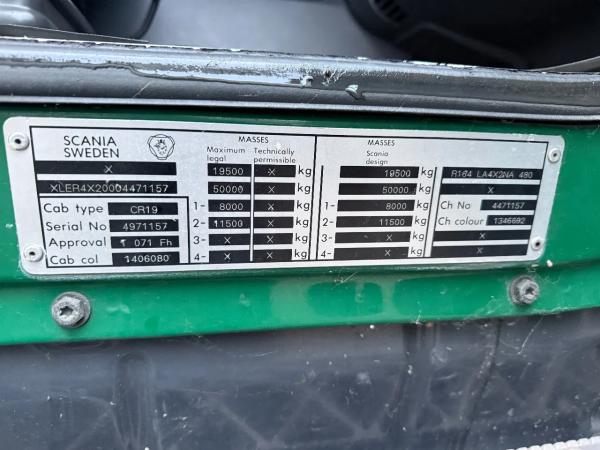 SCANIA
SWEDEN
X
XLER4X20004471157
Cab type CR19
Serial No 4971157
Approval 071 Fh
Cab col 1406080
MASSES
Maximum legal Technically permissible
19500 X kg
50000 X kg
1- 8000 X kg
2- 11500 X kg
3- X X kg
4- X X kg
MASSES
Scania design
19500 kg
50000 kg
1- 8000 kg
2- 11500 kg
3- X kg
4- X kg
R164 LA4X2NA 480
X
Ch No 4471157
Ch colour 1346692
X
X